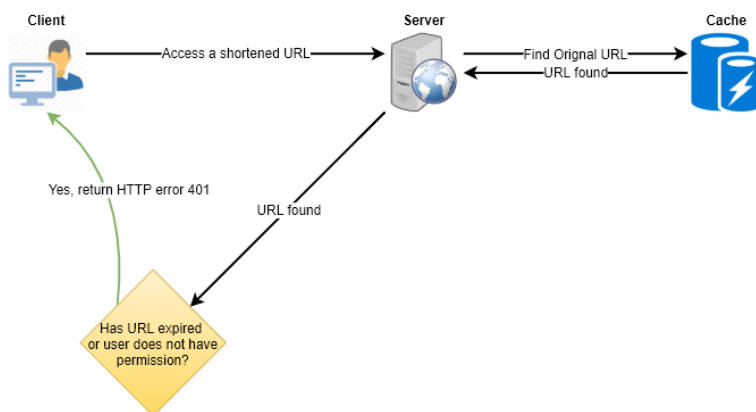 Client
Server
Cache
Access a shortened URL
Find Orignal URL
URL found
Yes, return HTTP error 401
URL found
Has URL expired
or user does not have
permission?